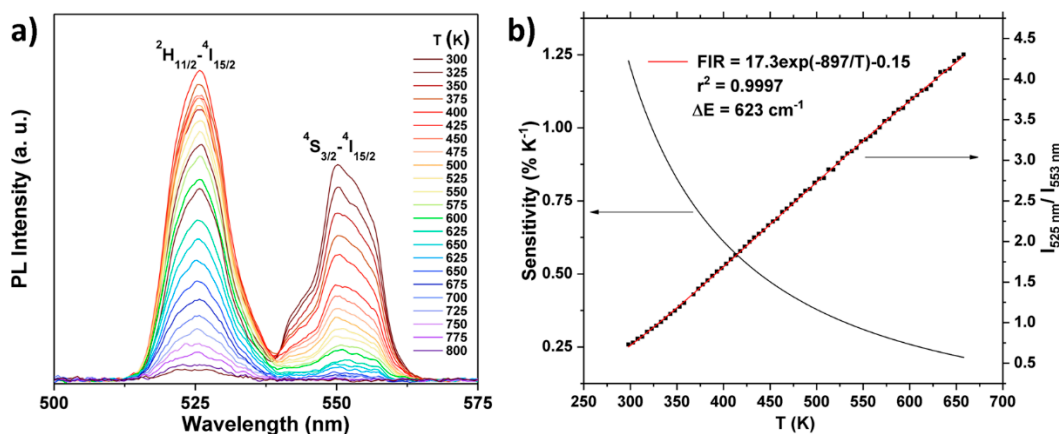 a)
²H₁₁/₂-⁴I₁₅/₂
⁴S₃/₂-⁴I₁₅/₂
T (K)
300
325
350
375
400
425
450
475
500
525
550
575
600
625
650
625
650
675
700
725
750
775
800
PL Intensity (a. u.)
500
525
550
575
Wavelength (nm)
b)
FIR = 17.3exp(-897/T)-0.15
r² = 0.9997
ΔE = 623 cm⁻¹
Sensitivity (% K⁻¹)
1.25
1.00
0.75
0.50
0.25
4.5
4.0
3.5
3.0
2.5
2.0
1.5
1.0
0.5
I₅₂₅ ₙₘ/ I₅₅₃ ₙₘ
250 300 350 400 450 500 550 600 650 700
T (K)